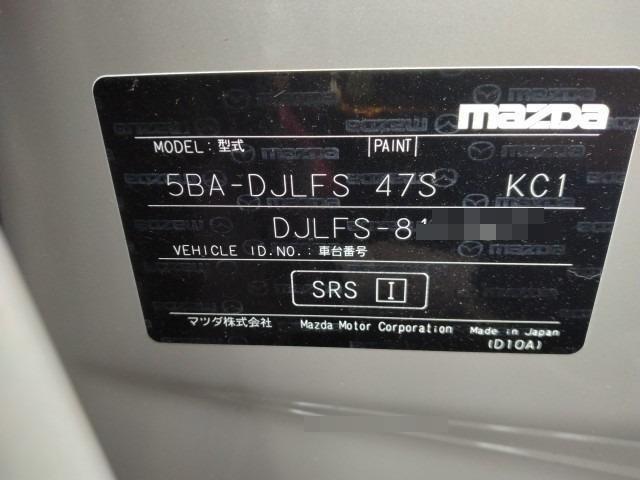 mazda
MODEL: 型式 PAINT
5BA-DJLFS 47S KC1
DJLFS-81
VEHICLE ID.NO.: 車台番号
SRS I
マツダ株式会社 Mazda Motor Corporation Made in Japan
(D10A)